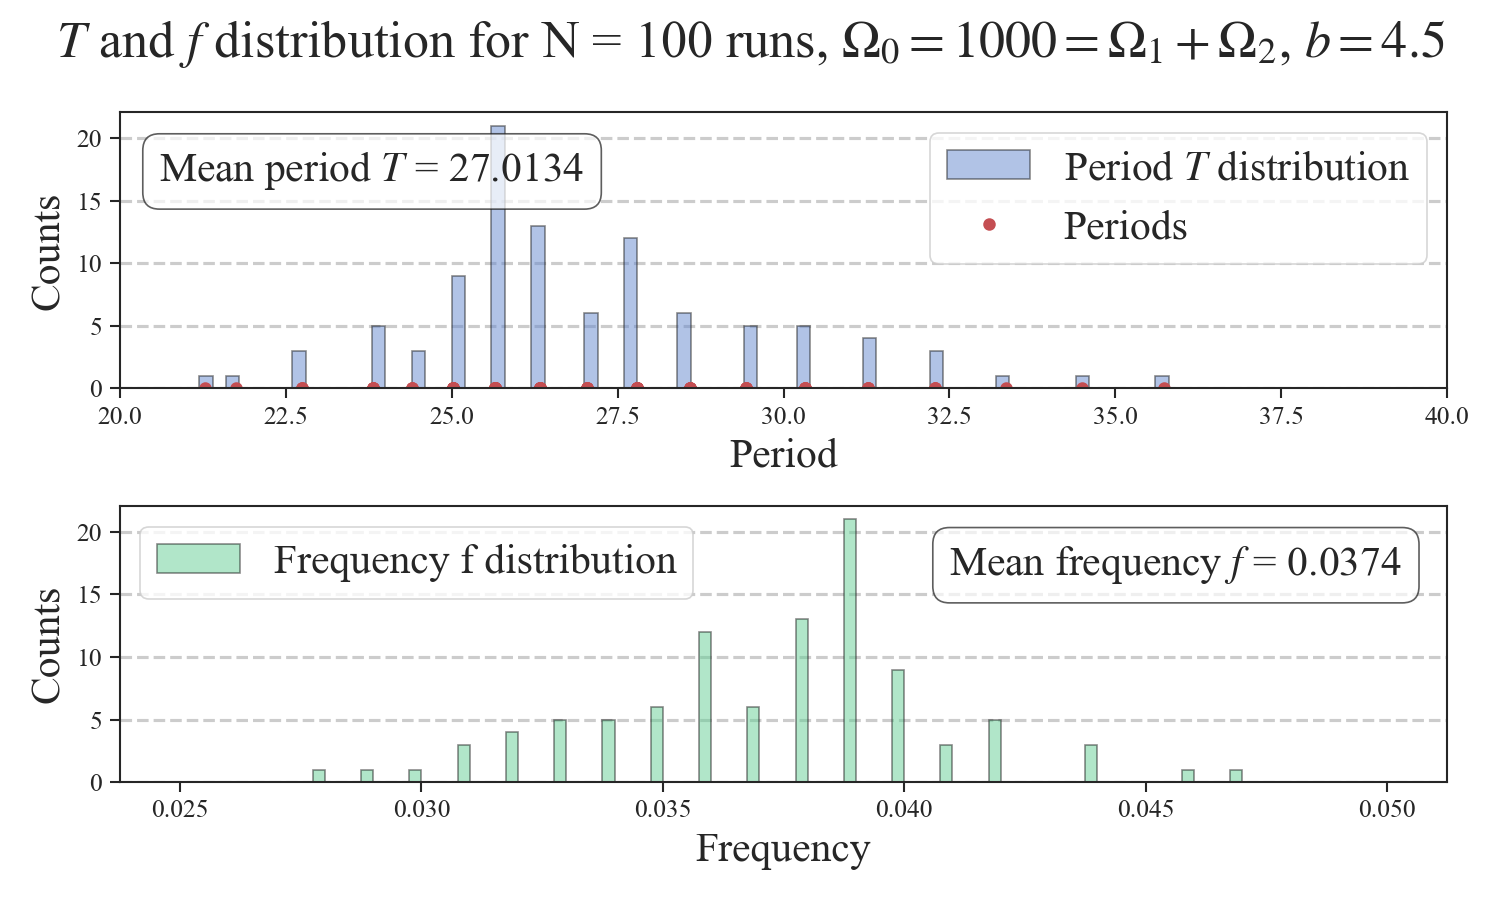 T and f distribution for N = 100 runs, Ω₀ = 1000 = Ω₁ + Ω₂, b = 4.5
Counts
20
15
10
5
0
Mean period T = 27.0134
Period T distribution
Periods
20.0 22.5 25.0 27.5 30.0 32.5 35.0 37.5 40.0
Period
Counts
20
15
10
5
0
Frequency f distribution
Mean frequency f = 0.0374
0.025 0.030 0.035 0.040 0.045 0.050
Frequency